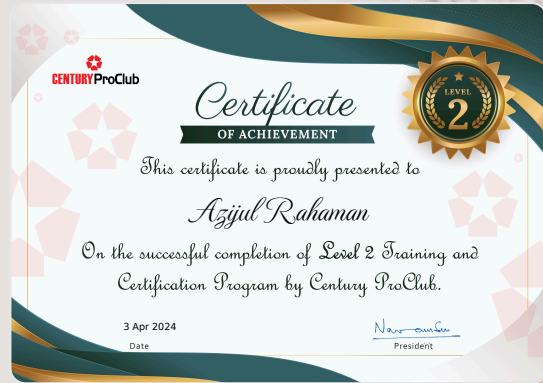 CENTURY ProClub
Certificate
OF ACHIEVEMENT
LEVEL
2
This certificate is proudly presented to
Azijul Rahaman
On the successful completion of Level 2 Training and
Certification Program by Century ProClub.
3 Apr 2024
Date
President